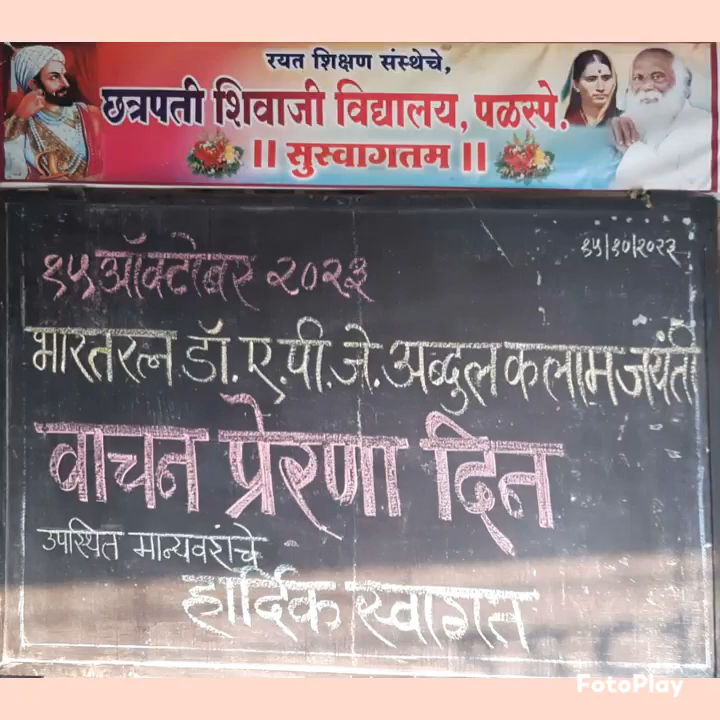 रयत शिक्षण संस्थेचे,
छत्रपती शिवाजी विद्यालय, पळस्पे.
|| सुस्वागतम ||
१५/१०/२०२३
१५ ऑक्टोबर २०२३
भारतरत्न डॉ. ए. पी. जे. अब्दुल कलाम जयंती
वाचन प्रेरणा दिन
उपस्थित मान्यवरांचे
हार्दिक स्वागत
FotoPlay